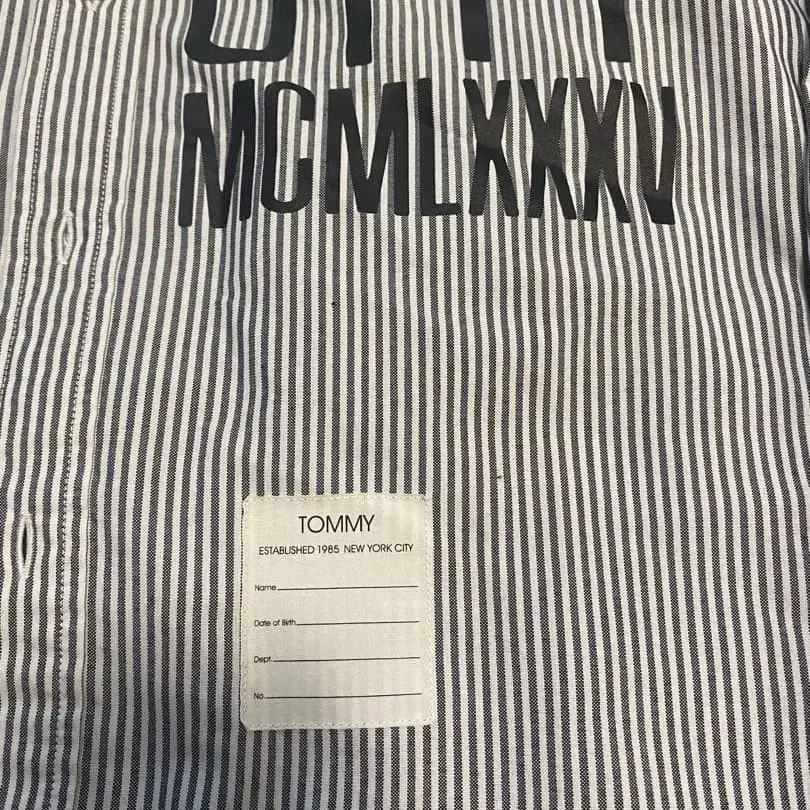 MCMLXXXV
TOMMY
ESTABLISHED 1985 NEW YORK CITY
Name
Date of Birth
Dept.
No.